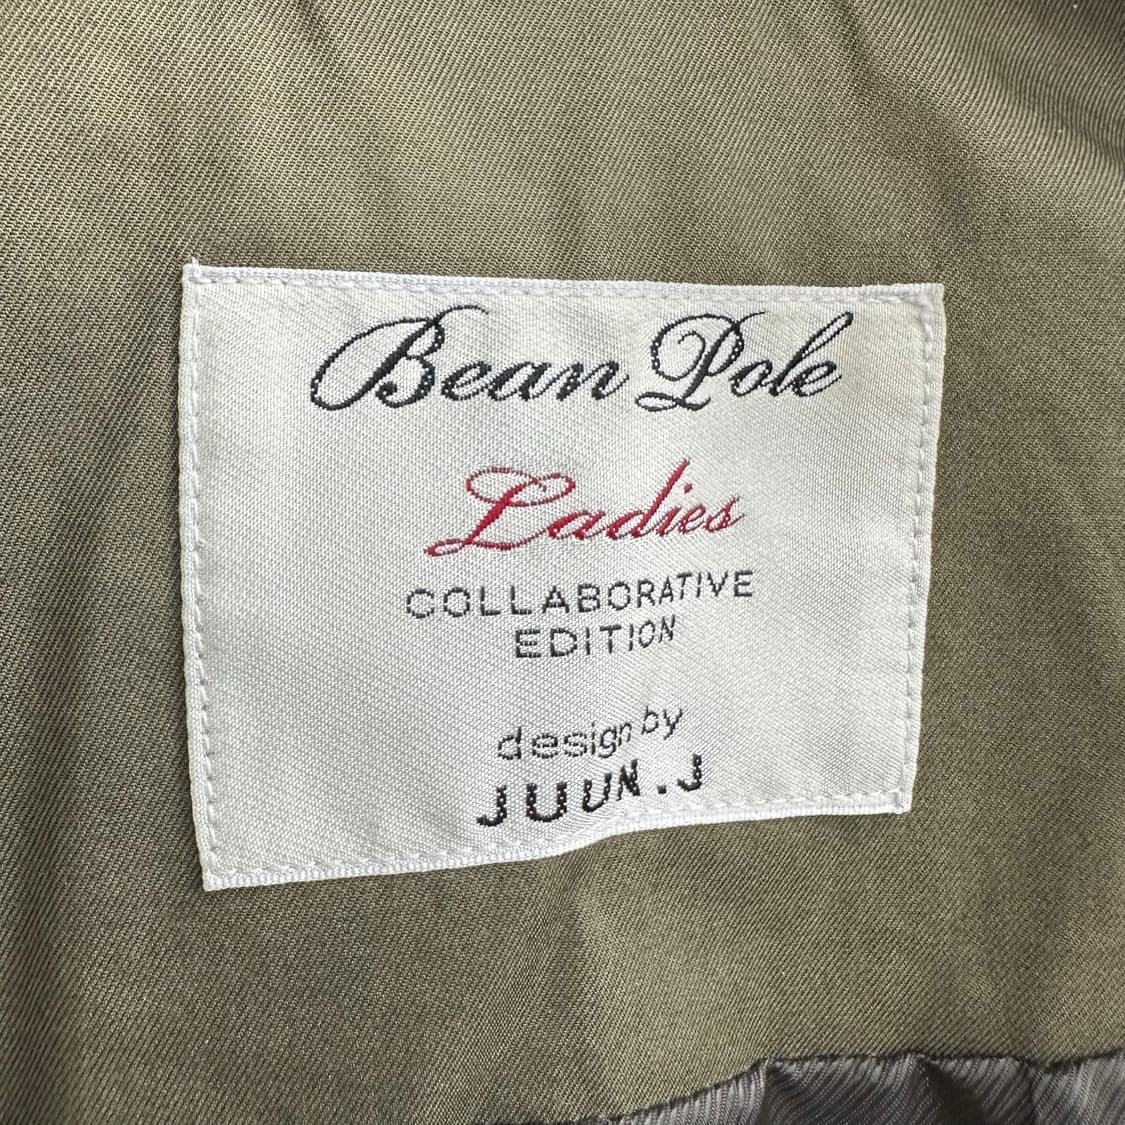 Bean Pole
Ladies
COLLABORATIVE
EDITION
design by
JUUN.J